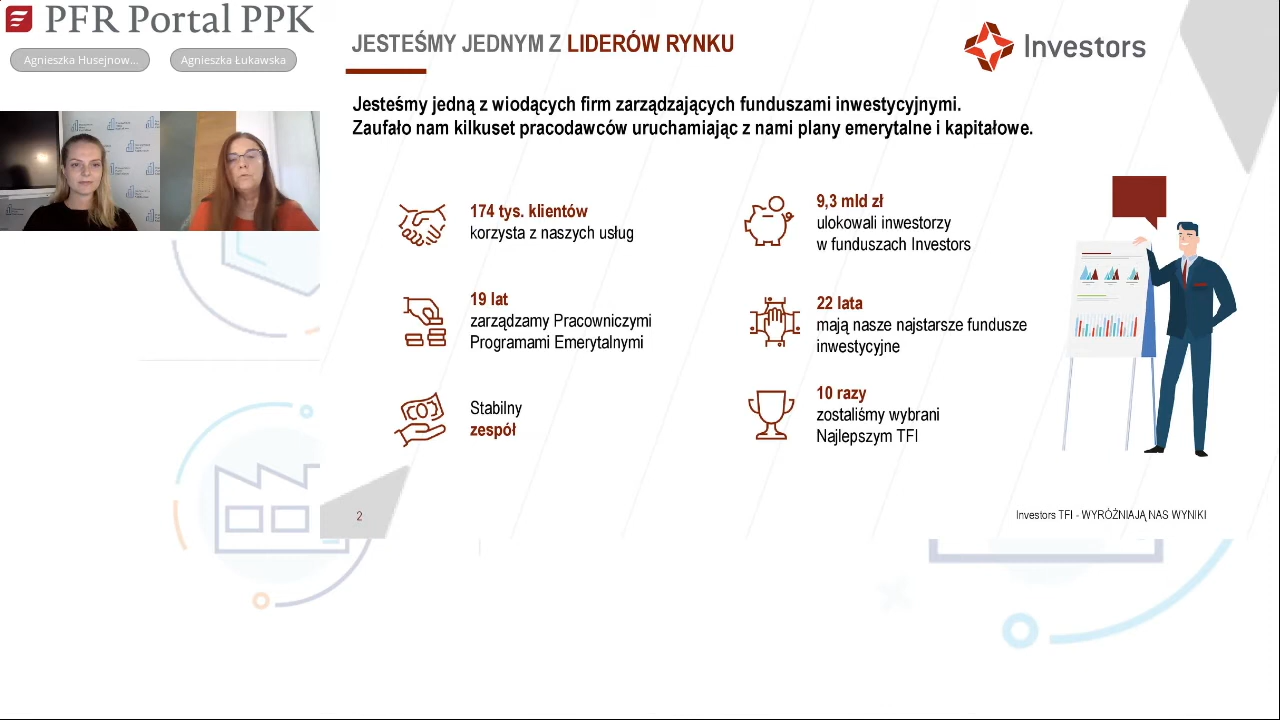 PFR Portal PPK
Agnieszka Husejnow...
Agnieszka Łukawska
JESTEŚMY JEDNYM Z LIDERÓW RYNKU
Investors
Jesteśmy jedną z wiodących firm zarządzających funduszami inwestycyjnymi.
Zaufało nam kilkuset pracodawców uruchamiając z nami plany emerytalne i kapitałowe.
174 tys. klientów
korzysta z naszych usług
9,3 mld zł
ulokowali inwestorzy
w funduszach Investors
19 lat
zarządzamy Pracowniczymi
Programami Emerytalnymi
22 lata
mają nasze najstarsze fundusze
inwestycyjne
Stabilny
zespół
10 razy
zostaliśmy wybrani
Najlepszym TFI
2
Investors TFI - WYRÓŻNIAJĄ NAS WYNIKI